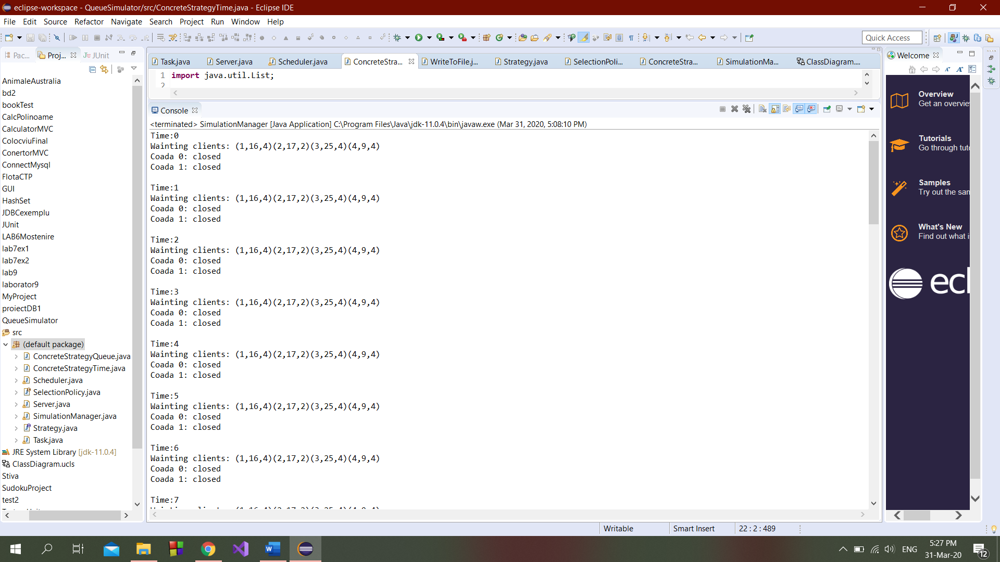 eclipse-workspace - QueueSimulator/src/ConcreteStrategyTime.java - Eclipse IDE
File Edit Source Refactor Navigate Search Project Run Window Help
Quick Access
Pac...
Proj...
JUnit
AnimaleAustralia
bd2
bookTest
CalcPolinoame
CalculatorMVC
ColocviuFinal
ConertorMVC
ConnectMysql
FlotaCTP
GUI
HashSet
JDBCexemplu
JUnit
LAB6Mostenire
lab7ex1
lab7ex2
lab9
laborator9
MyProject
proiectDB1
QueueSimulator
src
(default package)
ConcreteStrategyQueue.java
ConcreteStrategyTime.java
Scheduler.java
SelectionPolicy.java
Server.java
SimulationManager.java
Strategy.java
Task.java
JRE System Library [jdk-11.0.4]
ClassDiagram.ucls
Stiva
SudokuProject
test2
Task.java
Server.java
Scheduler.java
ConcreteStra...
WriteToFile.j...
Strategy.java
SelectionPoli...
ConcreteStra...
SimulationMa...
ClassDiagram....
1 import java.util.List;
2
Console
<terminated> SimulationManager [Java Application] C:\Program Files\Java\jdk-11.0.4\bin\javaw.exe (Mar 31, 2020, 5:08:10 PM)
Time:0
Wainting clients: (1,16,4)(2,17,2)(3,25,4)(4,9,4)
Coada 0: closed
Coada 1: closed
Time:1
Wainting clients: (1,16,4)(2,17,2)(3,25,4)(4,9,4)
Coada 0: closed
Coada 1: closed
Time:2
Wainting clients: (1,16,4)(2,17,2)(3,25,4)(4,9,4)
Coada 0: closed
Coada 1: closed
Time:3
Wainting clients: (1,16,4)(2,17,2)(3,25,4)(4,9,4)
Coada 0: closed
Coada 1: closed
Time:4
Wainting clients: (1,16,4)(2,17,2)(3,25,4)(4,9,4)
Coada 0: closed
Coada 1: closed
Time:5
Wainting clients: (1,16,4)(2,17,2)(3,25,4)(4,9,4)
Coada 0: closed
Coada 1: closed
Time:6
Wainting clients: (1,16,4)(2,17,2)(3,25,4)(4,9,4)
Coada 0: closed
Coada 1: closed
Time:7
Wainting clients: (1,16,4)(2,17,2)(3,25,4)(4,9,4)
Welcome
Overview
Get an overvie
Tutorials
Go through tuto
Samples
Try out the sam
What's New
Find out what i
ecl
Writable
Smart Insert
22 : 2 : 489
ENG
5:27 PM
31-Mar-20
12